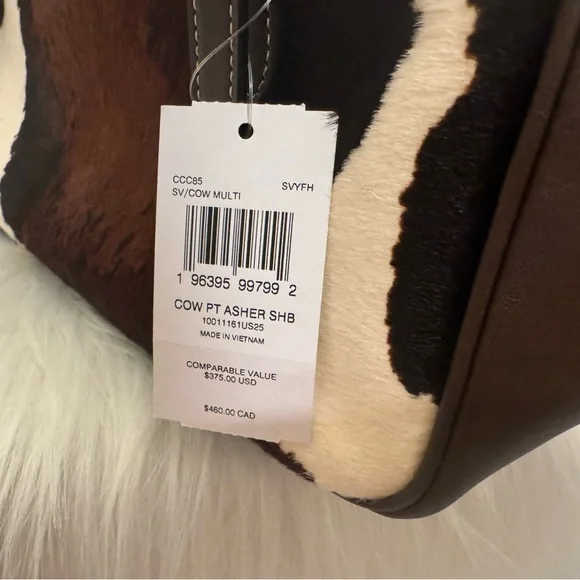 CCC85 SVYFH
SV/COW MULTI
1 96395 99799 2
COW PT ASHER SHB
10011161US25
MADE IN VIETNAM
COMPARABLE VALUE
$375.00 USD
$460.00 CAD